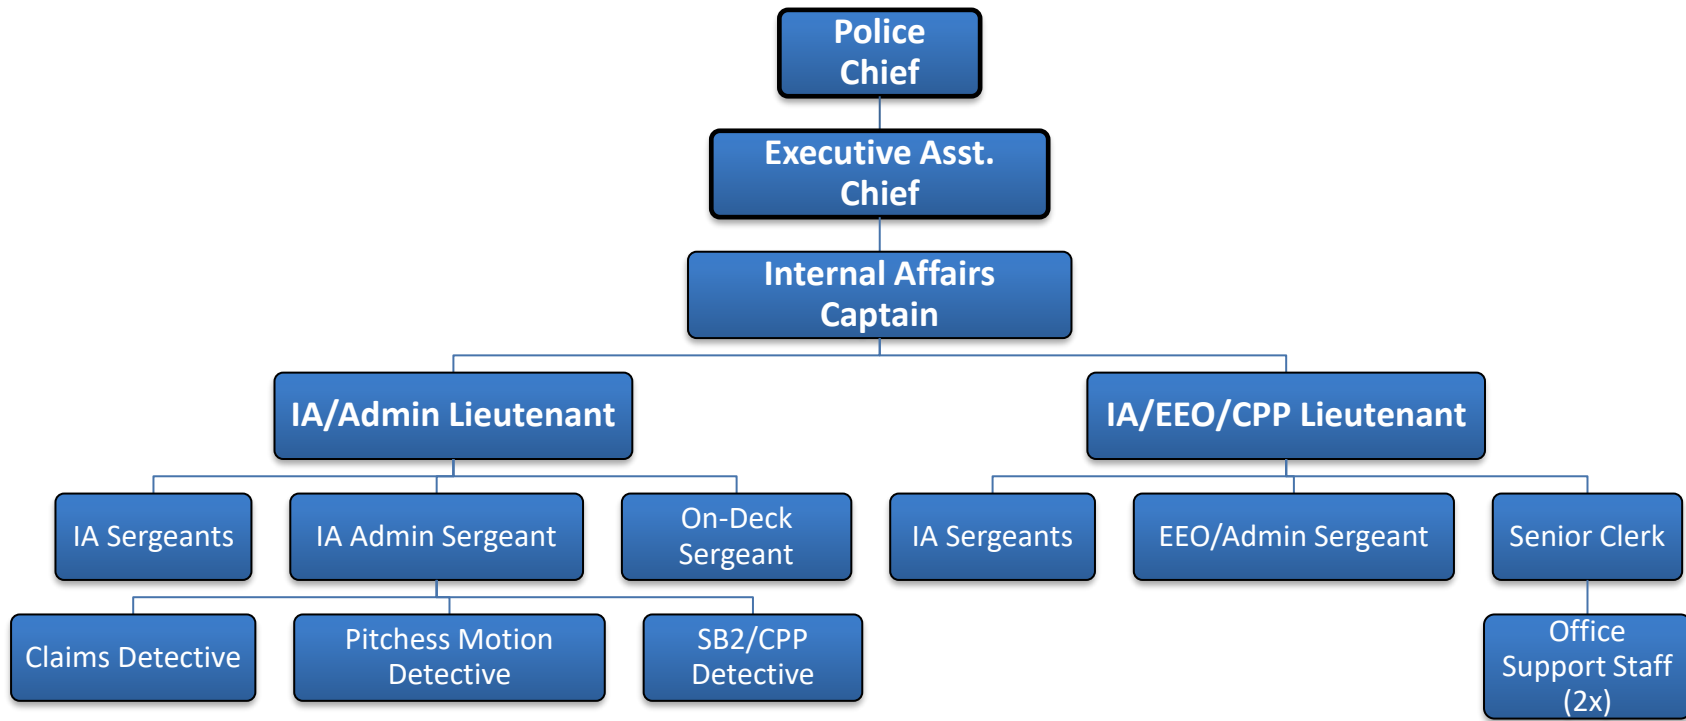 Police
Chief
Executive Asst.
Chief
Internal Affairs
Captain
IA/Admin Lieutenant
IA/EEO/CPP Lieutenant
IA Sergeants
IA Admin Sergeant
On-Deck
Sergeant
IA Sergeants
EEO/Admin Sergeant
Senior Clerk
Claims Detective
Pitchess Motion
Detective
SB2/CPP
Detective
Office
Support Staff
(2x)